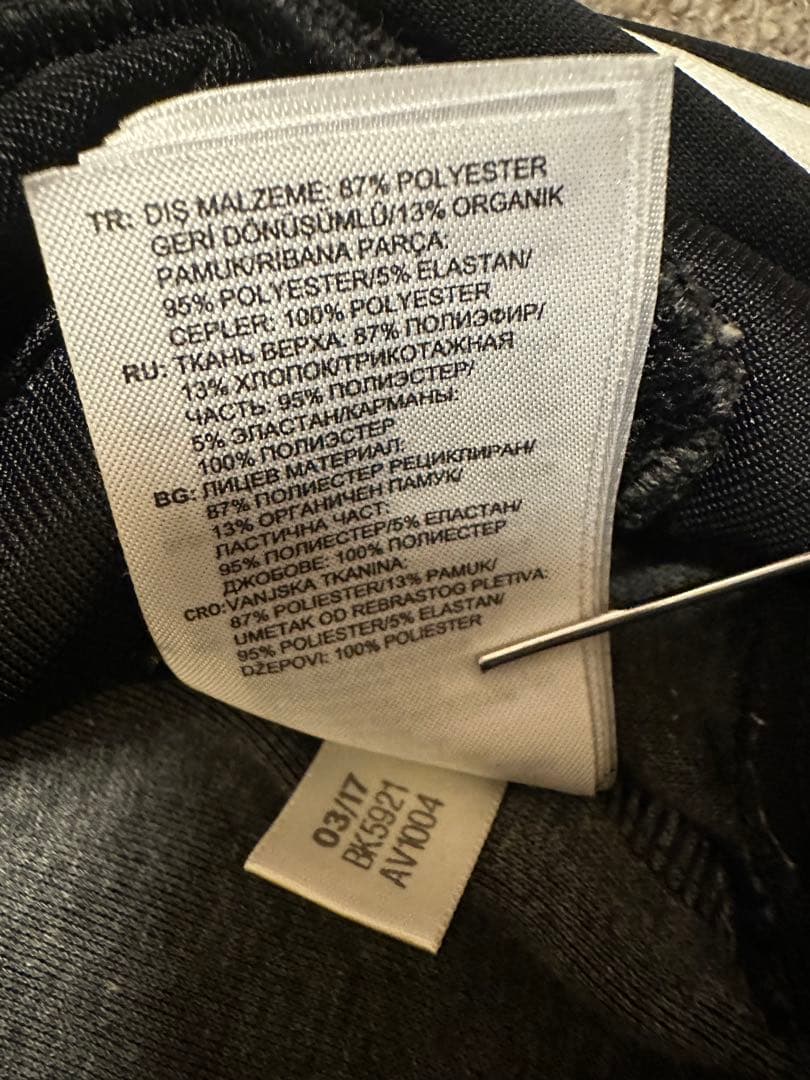 TR: DIŞ MALZEME: 87% POLYESTER
GERİ DÖNÜŞÜMLÜ/13% ORGANIK
PAMUK/RIBANA PARÇA:
95% POLYESTER/5% ELASTAN/
CEPLER: 100% POLYESTER
RU: ТКАНЬ ВЕРХА: 87% ПОЛИЭФИР/
13% ХЛОПОК/ТРИКОТАЖНАЯ
ЧАСТЬ: 95% ПОЛИЭСТЕР/
5% ЭЛАСТАН/КАРМАНЫ:
100% ПОЛИЭСТЕР
BG: ЛИЦЕВ МАТЕРИАЛ:
87% ПОЛИЕСТЕР РЕЦИКЛИРАН/
13% ОРГАНИЧЕН ПАМУК/
ЛАСТИЧНА ЧАСТ:
95% ПОЛИЕСТЕР/5% ЕЛАСТАН/
ДЖОБОВЕ: 100% ПОЛИЕСТЕР
CRO: VANJSKA TKANINA:
87% POLIESTER/13% PAMUK/
UMETAK OD REBRASTOG PLETIVA:
95% POLIESTER/5% ELASTAN/
DŽEPOVI: 100% POLIESTER
03/17
BK5921
AV1004